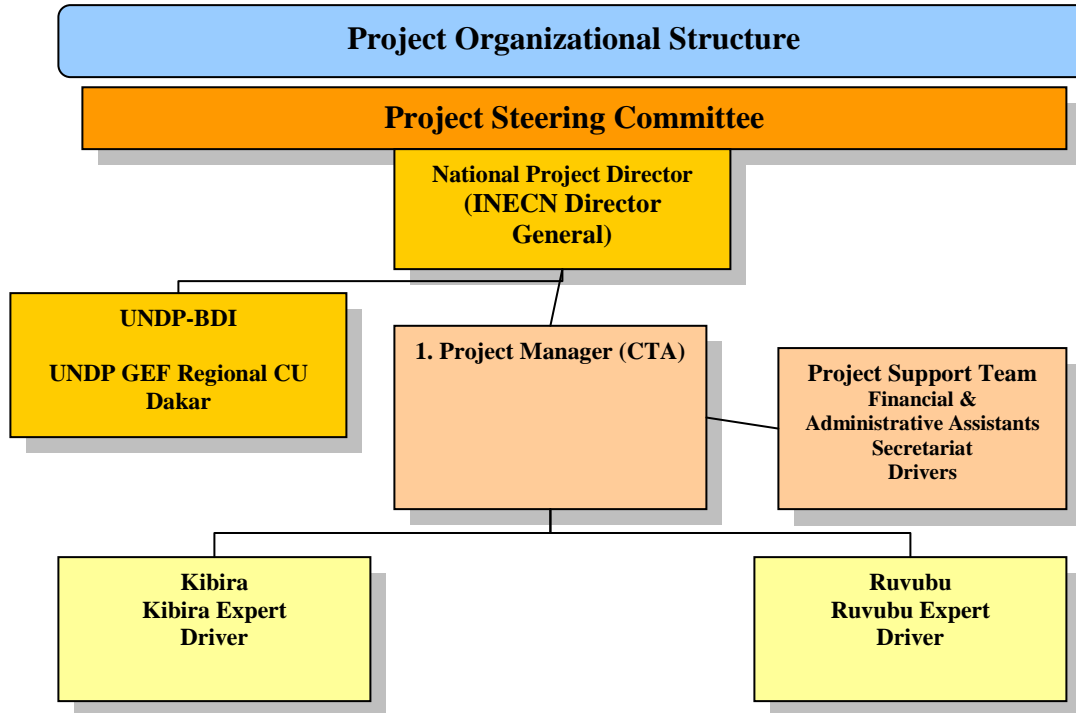 Project Organizational Structure
Project Steering Committee
National Project Director
(INECN Director
General)
UNDP-BDI
UNDP GEF Regional CU
Dakar
1. Project Manager (CTA)
Project Support Team
Financial &
Administrative Assistants
Secretariat
Drivers
Kibira
Kibira Expert
Driver
Ruvubu
Ruvubu Expert
Driver